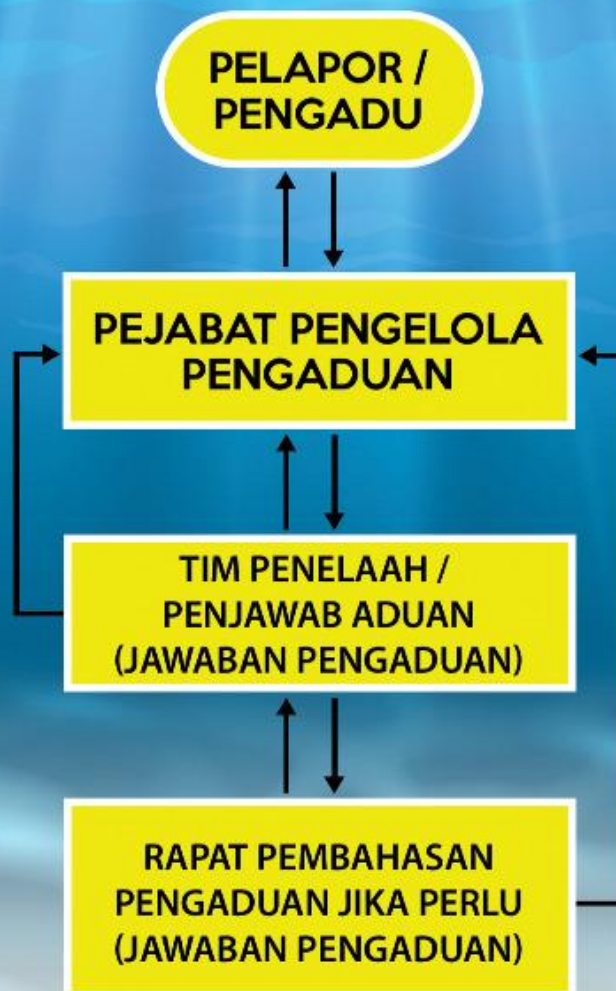 PELAPOR /
PENGADU
PEJABAT PENGELOLA
PENGADUAN
TIM PENELAAH /
PENJAWAB ADUAN
(JAWABAN PENGADUAN)
RAPAT PEMBAHASAN
PENGADUAN JIKA PERLU
(JAWABAN PENGADUAN)